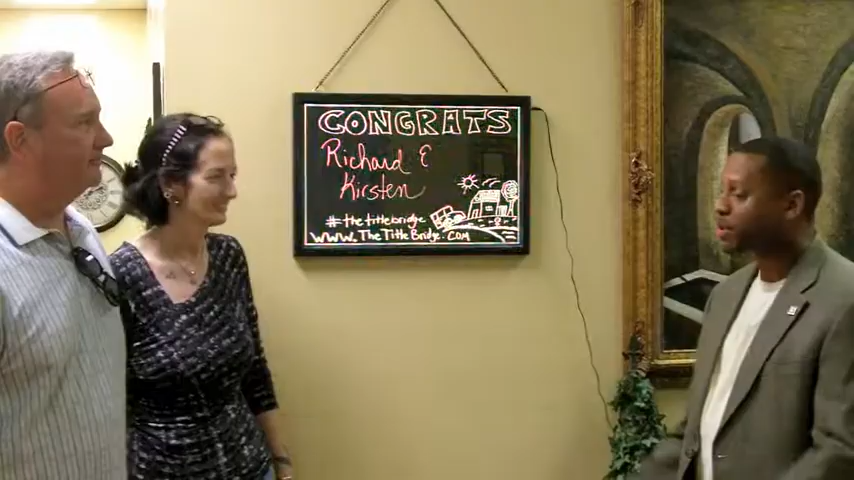 CONGRATS
Richard &
Kirsten
#thetitlebridge
www.TheTitleBridge.com